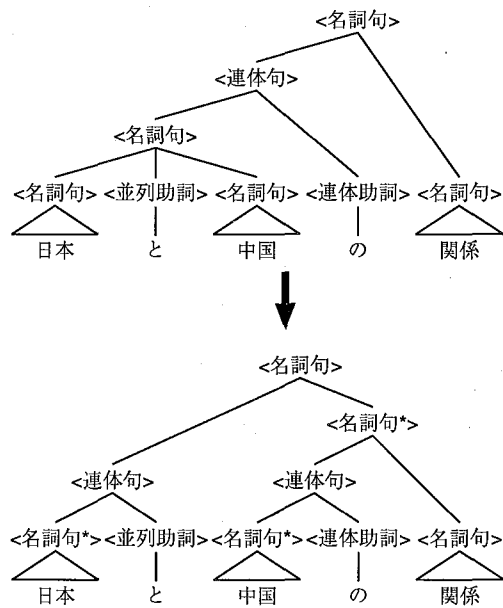 <名詞句>
<連体句>
<名詞句>
<名詞句> <並列助詞> <名詞句> <連体助詞> <名詞句>
日本 と 中国 の 関係
<名詞句>
<名詞句*>
<連体句> <連体句>
<名詞句*> <並列助詞> <名詞句*> <連体助詞> <名詞句>
日本 と 中国 の 関係